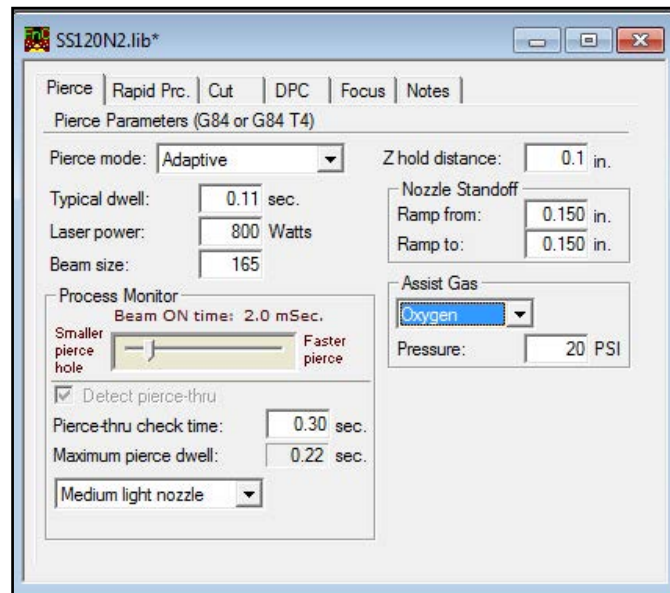 SS120N2.lib*
Pierce Rapid Prc. Cut DPC Focus Notes
Pierce Parameters (G84 or G84 T4)
Pierce mode: Adaptive
Typical dwell: 0.11 sec.
Laser power: 800 Watts
Beam size: 165
Process Monitor
Beam ON time: 2.0 mSec.
Smaller
pierce
hole
Faster
pierce
Detect pierce-thru
Pierce-thru check time: 0.30 sec.
Maximum pierce dwell: 0.22 sec.
Medium light nozzle
Z hold distance: 0.1 in.
Nozzle Standoff
Ramp from: 0.150 in.
Ramp to: 0.150 in.
Assist Gas
Oxygen
Pressure: 20 PSI